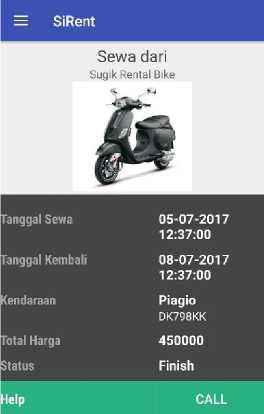 SiRent
Sewa dari
Sugik Rental Bike
Tanggal Sewa
05-07-2017
12:37:00
Tanggal Kembali
08-07-2017
12:37:00
Kendaraan
Piagio
DK798KK
Total Harga
450000
Status
Finish
Help
CALL